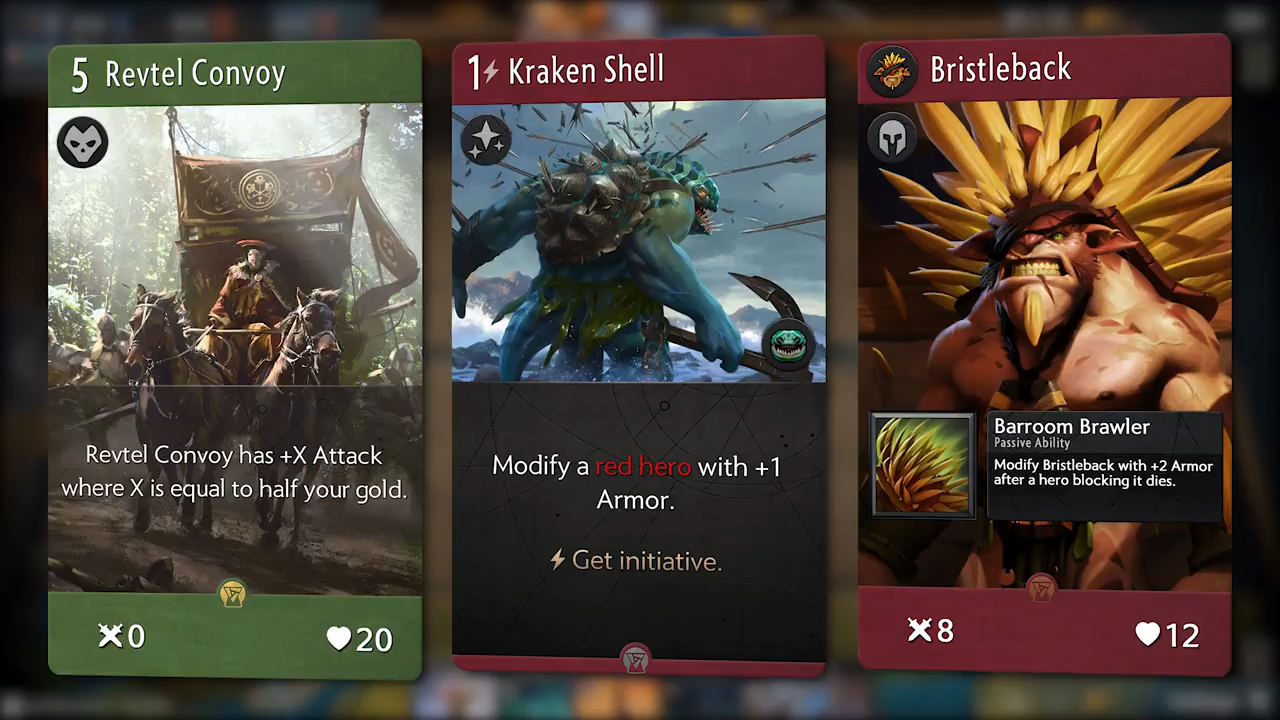 5 Revtel Convoy
Revtel Convoy has +X Attack
where X is equal to half your gold.
0
20
1 Kraken Shell
Modify a red hero with +1
Armor.
Get initiative.
Bristleback
Barroom Brawler
Passive Ability
Modify Bristleback with +2 Armor
after a hero blocking it dies.
8
12